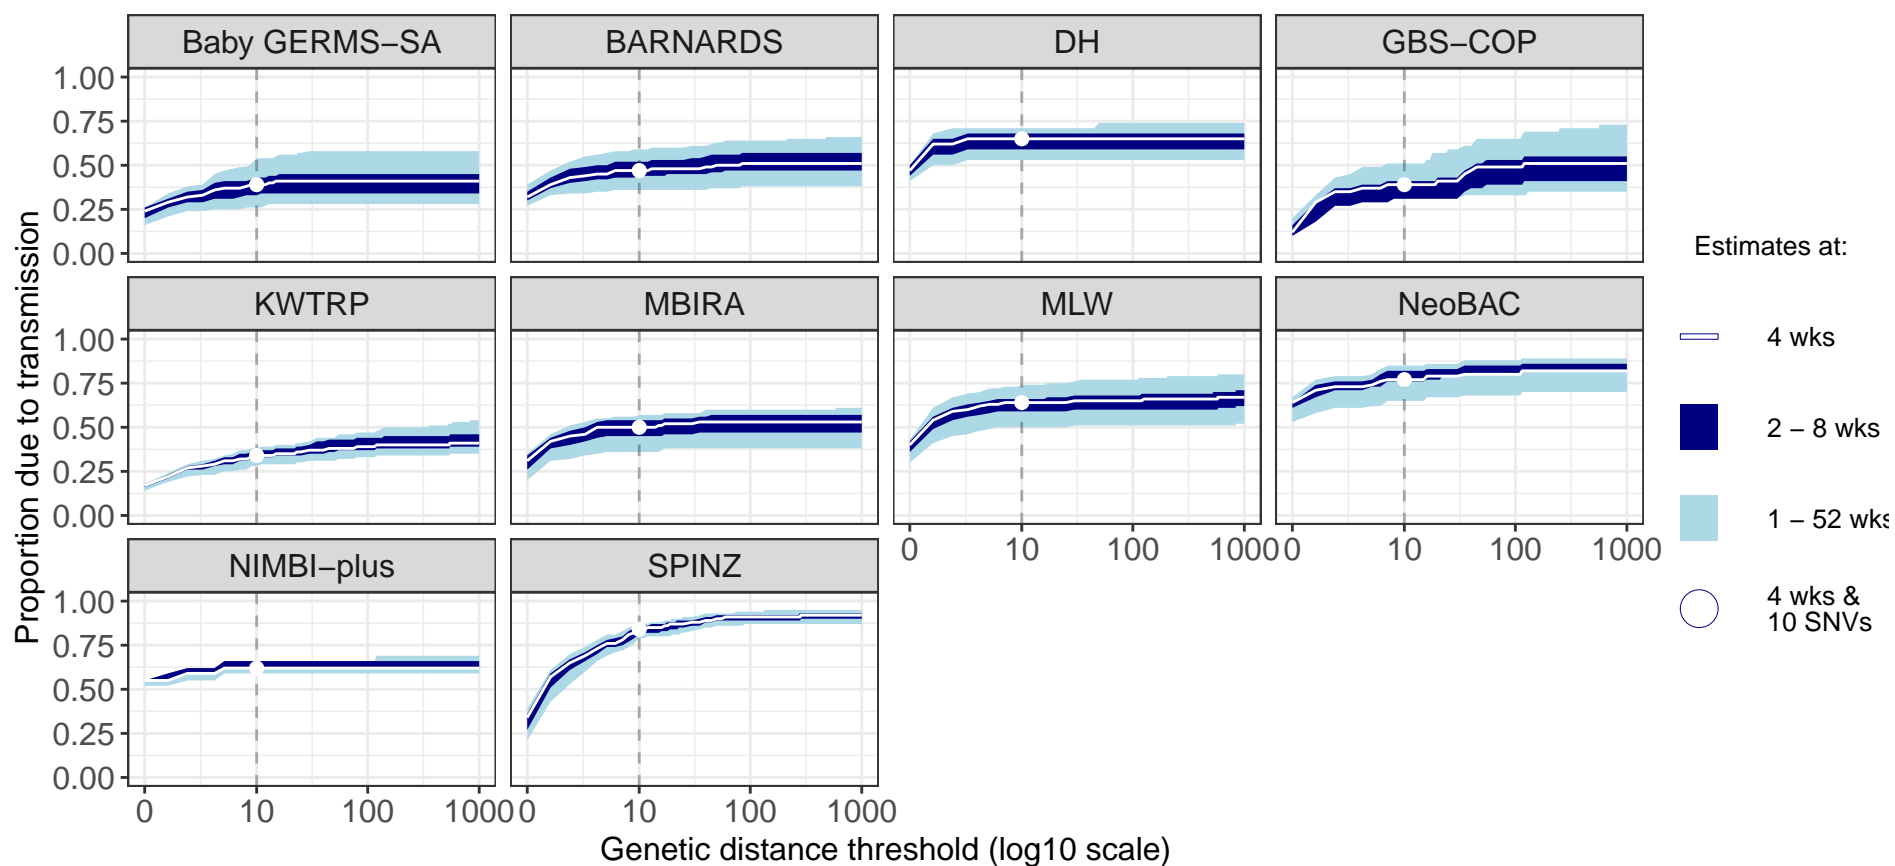 Baby GERMS−SA BARNARDS DH GBS−COP
1.00
0.75
0.50
0.25
0.00
KWTRP MBIRA MLW NeoBAC
1.00
0.75
0.50
0.25
0.00
0 10 100 1000 0 10 100 1000
NIMBI−plus SPINZ
1.00
0.75
0.50
0.25
0.00
0 10 100 1000 0 10 100 1000
Genetic distance threshold (log10 scale)
Proportion due to transmission
Estimates at:
4 wks
2 − 8 wks
1 − 52 wks
4 wks &
10 SNVs